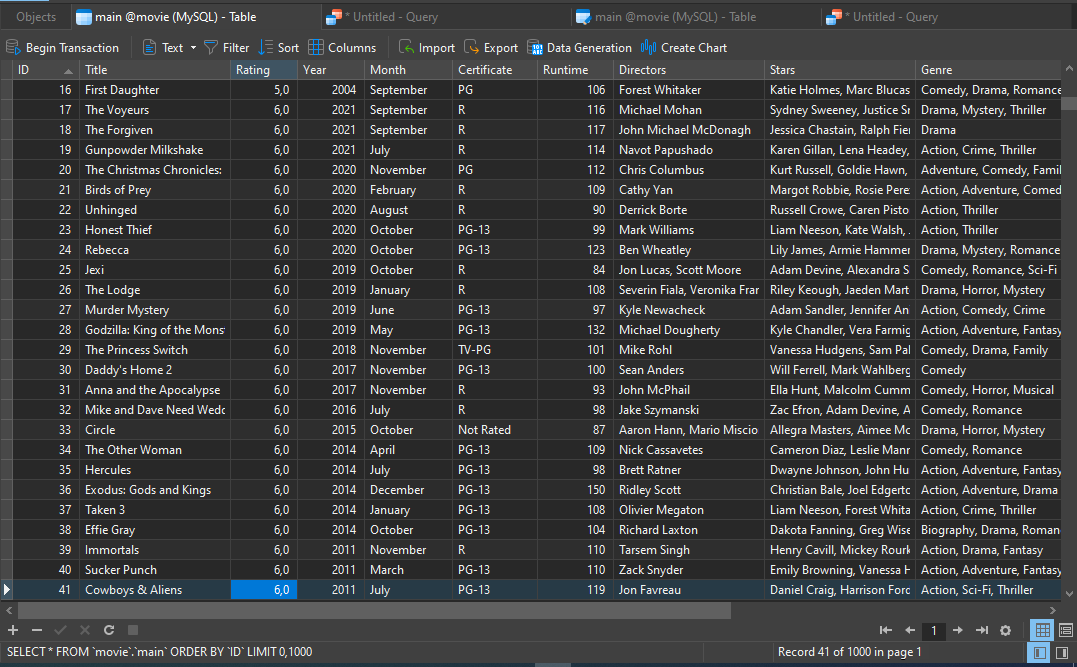 Objects main @movie (MySQL) - Table * Untitled - Query main @movie (MySQL) - Table * Untitled - Query
Begin Transaction Text Filter Sort Columns Import Export Data Generation Create Chart
ID Title Rating Year Month Certificate Runtime Directors Stars Genre
16 First Daughter 5,0 2004 September PG 106 Forest Whitaker Katie Holmes, Marc Blucas Comedy, Drama, Romance
17 The Voyeurs 6,0 2021 September R 116 Michael Mohan Sydney Sweeney, Justice Sm Drama, Mystery, Thriller
18 The Forgiven 6,0 2021 September R 117 John Michael McDonagh Jessica Chastain, Ralph Fien Drama
19 Gunpowder Milkshake 6,0 2021 July R 114 Navot Papushado Karen Gillan, Lena Headey, Action, Crime, Thriller
20 The Christmas Chronicles: 6,0 2020 November PG 112 Chris Columbus Kurt Russell, Goldie Hawn, Adventure, Comedy, Famil
21 Birds of Prey 6,0 2020 February R 109 Cathy Yan Margot Robbie, Rosie Pere Action, Adventure, Comed
22 Unhinged 6,0 2020 August R 90 Derrick Borte Russell Crowe, Caren Pisto Action, Thriller
23 Honest Thief 6,0 2020 October PG-13 99 Mark Williams Liam Neeson, Kate Walsh, Action, Thriller
24 Rebecca 6,0 2020 October PG-13 123 Ben Wheatley Lily James, Armie Hammer Drama, Mystery, Romance
25 Jexi 6,0 2019 October R 84 Jon Lucas, Scott Moore Adam Devine, Alexandra S Comedy, Romance, Sci-Fi
26 The Lodge 6,0 2019 January R 108 Severin Fiala, Veronika Fran Riley Keough, Jaeden Mart Drama, Horror, Mystery
27 Murder Mystery 6,0 2019 June PG-13 97 Kyle Newacheck Adam Sandler, Jennifer An Action, Comedy, Crime
28 Godzilla: King of the Mons 6,0 2019 May PG-13 132 Michael Dougherty Kyle Chandler, Vera Farmig Action, Adventure, Fantasy
29 The Princess Switch 6,0 2018 November TV-PG 101 Mike Rohl Vanessa Hudgens, Sam Pal Comedy, Drama, Family
30 Daddy's Home 2 6,0 2017 November PG-13 100 Sean Anders Will Ferrell, Mark Wahlberg Comedy
31 Anna and the Apocalypse 6,0 2017 November R 93 John McPhail Ella Hunt, Malcolm Cumm Comedy, Horror, Musical
32 Mike and Dave Need Wedd 6,0 2016 July R 98 Jake Szymanski Zac Efron, Adam Devine, A Comedy, Romance
33 Circle 6,0 2015 October Not Rated 87 Aaron Hann, Mario Miscio Allegra Masters, Aimee Mc Drama, Horror, Mystery
34 The Other Woman 6,0 2014 April PG-13 109 Nick Cassavetes Cameron Diaz, Leslie Mann Comedy, Romance
35 Hercules 6,0 2014 July PG-13 98 Brett Ratner Dwayne Johnson, John Hu Action, Adventure, Fantasy
36 Exodus: Gods and Kings 6,0 2014 December PG-13 150 Ridley Scott Christian Bale, Joel Edgerto Action, Adventure, Drama
37 Taken 3 6,0 2014 January PG-13 108 Olivier Megaton Liam Neeson, Forest Whita Action, Crime, Thriller
38 Effie Gray 6,0 2014 October PG-13 104 Richard Laxton Dakota Fanning, Greg Wise Biography, Drama, Roman
39 Immortals 6,0 2011 November R 110 Tarsem Singh Henry Cavill, Mickey Rourk Action, Drama, Fantasy
40 Sucker Punch 6,0 2011 March PG-13 110 Zack Snyder Emily Browning, Vanessa H Action, Adventure, Fantasy
41 Cowboys & Aliens 6,0 2011 July PG-13 119 Jon Favreau Daniel Craig, Harrison Ford Action, Sci-Fi, Thriller
1
SELECT * FROM `movie`.`main` ORDER BY `ID` LIMIT 0,1000 Record 41 of 1000 in page 1